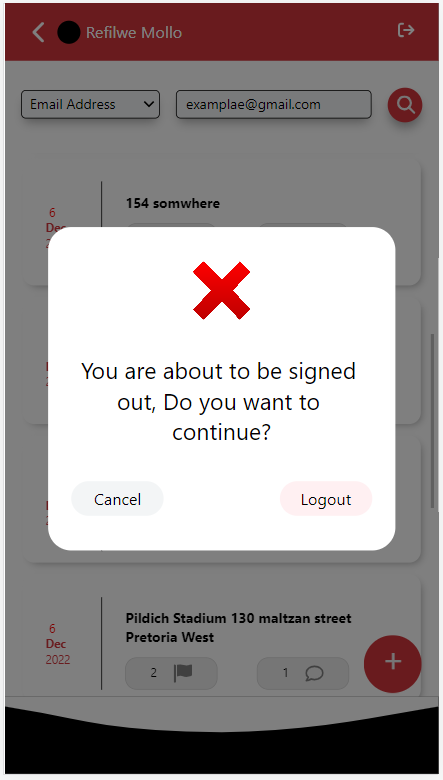 Refilwe Mollo
Email Address
examplae@gmail.com
6
Dec
154 somwhere
You are about to be signed
out, Do you want to
continue?
Cancel
Logout
6
Dec
2022
Pildich Stadium 130 maltzan street
Pretoria West
2
1